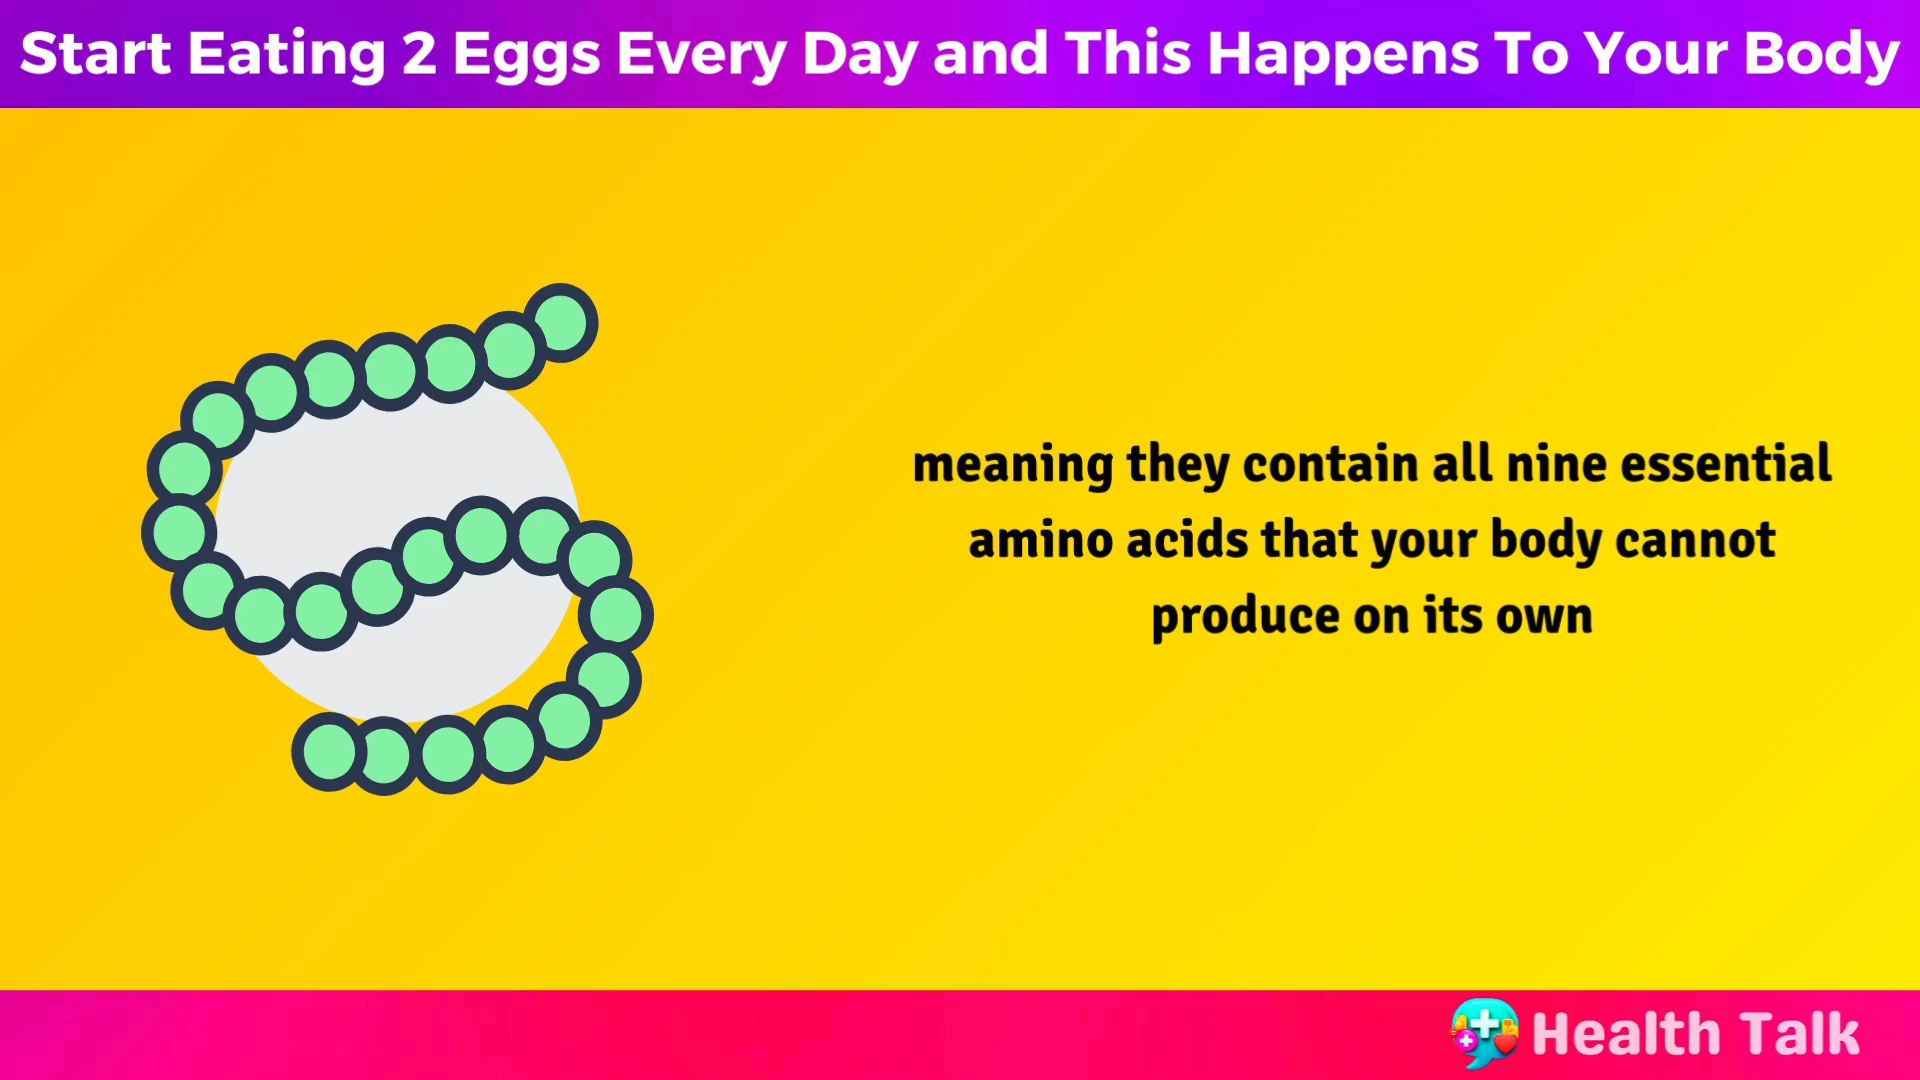 Start Eating 2 Eggs Every Day and This Happens To Your Body
meaning they contain all nine essential
amino acids that your body cannot
produce on its own
Health Talk